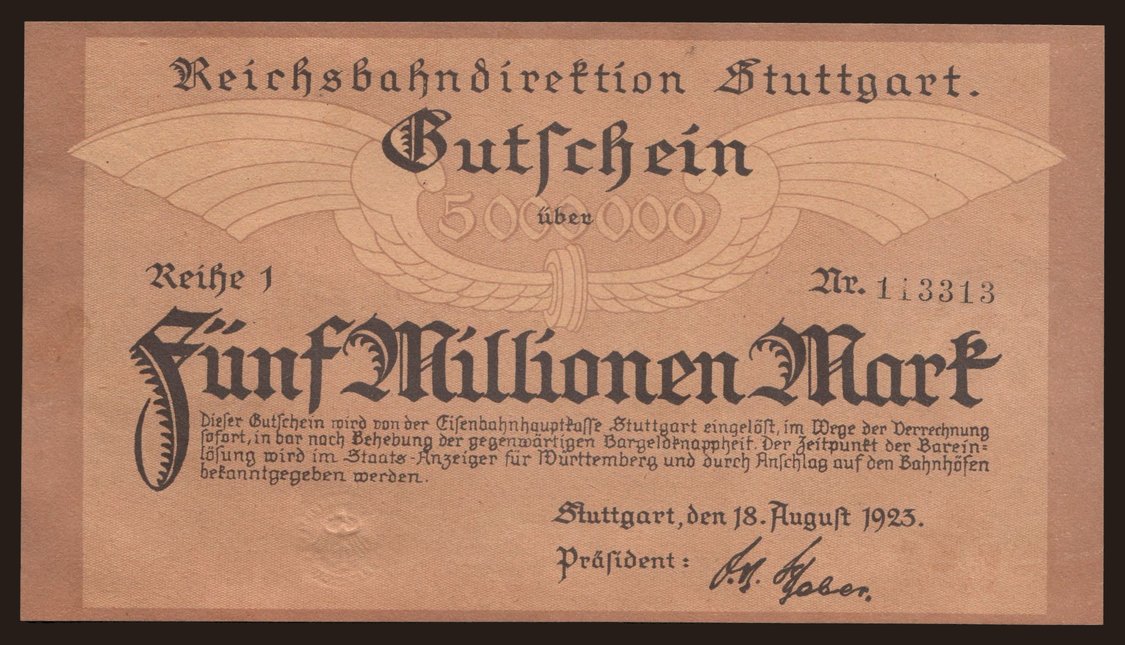 Reichsbahndirektion Stuttgart.
Gutschein
5000000
über
Reihe 1
Nr. 113313
Fünf Millionen Mark
Dieser Gutschein wird von der Eisenbahnhauptkasse Stuttgart eingelöst, im Wege der Verrechnung
sofort, in bar nach Behebung der gegenwärtigen Bargeldknappheit. Der Zeitpunkt der Barein=
lösung wird im Staats-Anzeiger für Württemberg und durch Anschlag auf den Bahnhöfen
bekanntgegeben werden.
Stuttgart, den 18. August 1923.
Präsident: